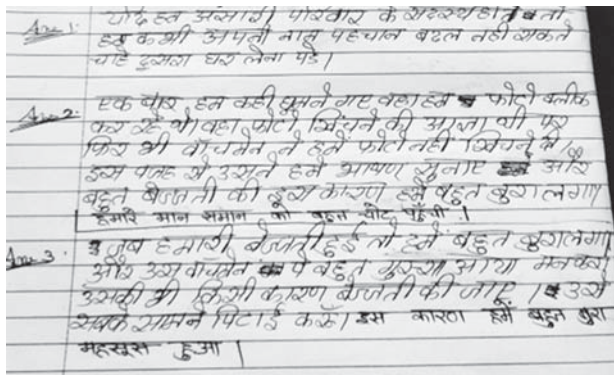 Ans 1. यदि हम अंसारी परिवार के सदस्य होते तो
हम कभी अपनी नाम पहचान बदल नही सकते
चाहे दुसरा घर लेना पडे।
Ans 2. एक बार हम कही घुमने गए वहा हम फोटो क्लीक
कर रहे थे। वहा फोटो खिंचने की आज्ञा थी पर
फिर भी वॉचमेन ने हमें फोटो नही खिंचने दी।
इस वजह से उसने हमे भाषण सुनाए और
बहुत बेज्जती की इस कारण हमें बहुत बुरा लगा।
हमारे मान समान को बहुत चोट पहुँची।
Ans 3. जब हमारी बेजती हुई तो हमें बहुत बुरा लगा
और उस वॉचमेन पे बहुत गुस्सा आया मन करा
उसकी भी किसी कारण बेजती की जाए। उसे
सबके सामने पिटाई करूँ। इस कारण हमें बहुत बुरा
महसूस हुआ।